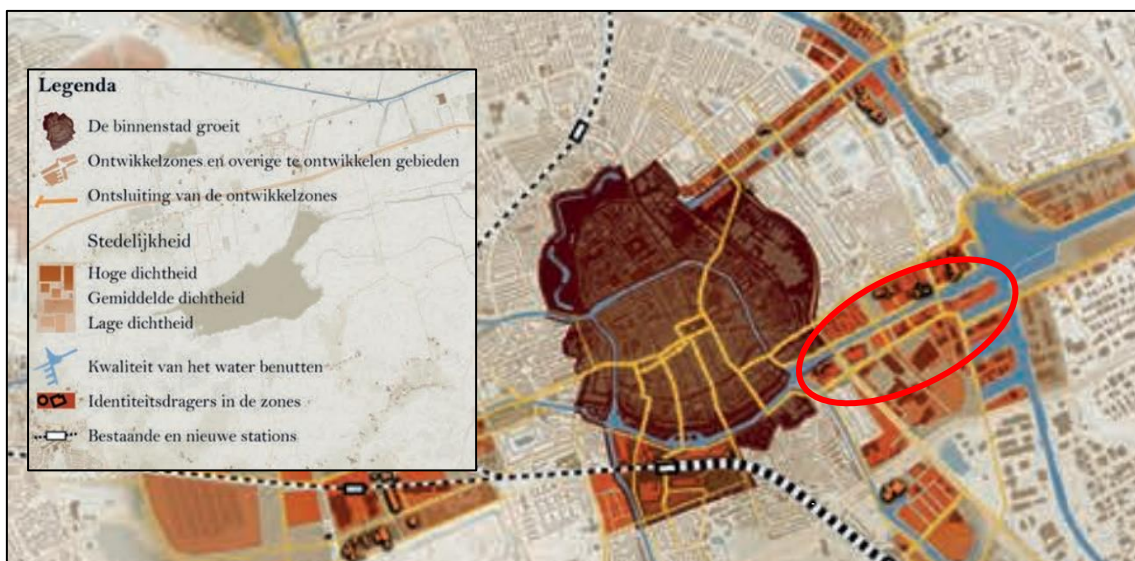 Legenda
De binnenstad groeit
Ontwikkelzones en overige te ontwikkelen gebieden
Ontsluiting van de ontwikkelzones
Stedelijkheid
Hoge dichtheid
Gemiddelde dichtheid
Lage dichtheid
Kwaliteit van het water benutten
Identiteitsdragers in de zones
Bestaande en nieuwe stations